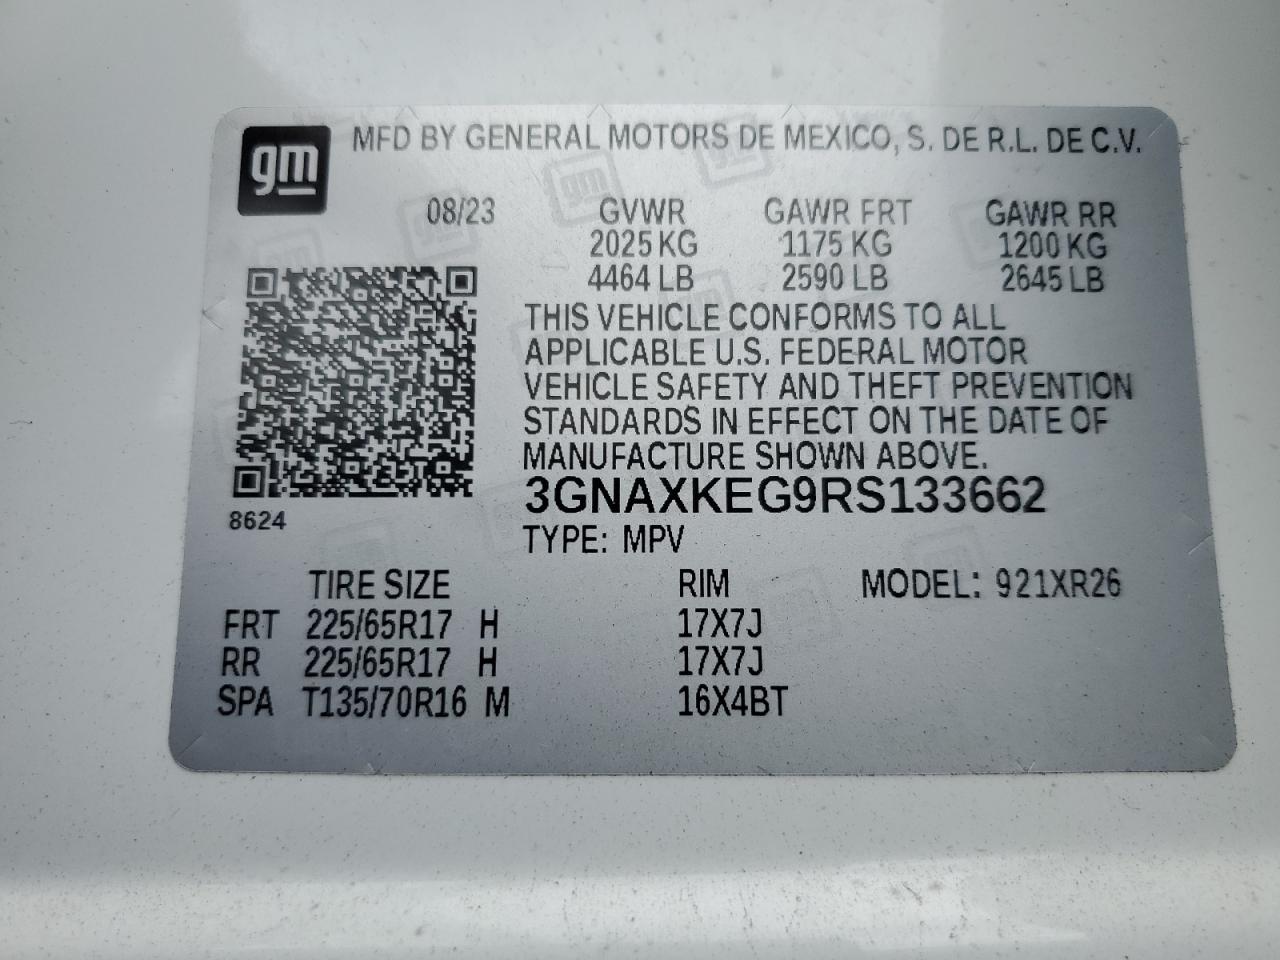 gm
MFD BY GENERAL MOTORS DE MEXICO, S. DE R.L. DE C.V.
08/23 GVWR GAWR FRT GAWR RR
2025 KG 1175 KG 1200 KG
4464 LB 2590 LB 2645 LB
THIS VEHICLE CONFORMS TO ALL
APPLICABLE U.S. FEDERAL MOTOR
VEHICLE SAFETY AND THEFT PREVENTION
STANDARDS IN EFFECT ON THE DATE OF
MANUFACTURE SHOWN ABOVE.
3GNAXKEG9RS133662
8624
TYPE: MPV
TIRE SIZE RIM MODEL: 921XR26
FRT 225/65R17 H 17X7J
RR 225/65R17 H 17X7J
SPA T135/70R16 M 16X4BT